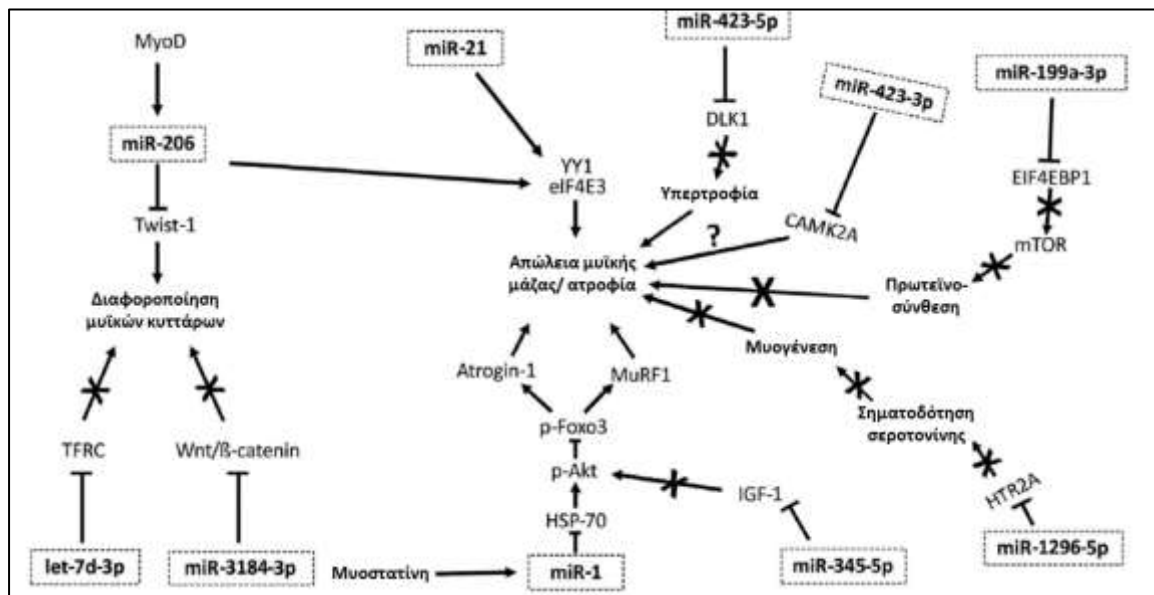 miR-423-5p
MyoD
miR-21
miR-199a-3p
miR-423-3p
DLK1
miR-206
YY1
eIF4E3
Υπερτροφία
EIF4EBP1
Twist-1
CAMK2A
?
mTOR
Απώλεια μυϊκής
μάζας/ ατροφία
Πρωτεϊνο-
σύνθεση
Διαφοροποίηση
μυϊκών κυττάρων
Μυογένεση
Atrogin-1
MuRF1
Σηματοδότηση
σεροτονίνης
p-Foxo3
TFRC
Wnt/ß-catenin
p-Akt
IGF-1
HTR2A
HSP-70
let-7d-3p
miR-3184-3p
Μυοστατίνη
miR-1
miR-345-5p
miR-1296-5p